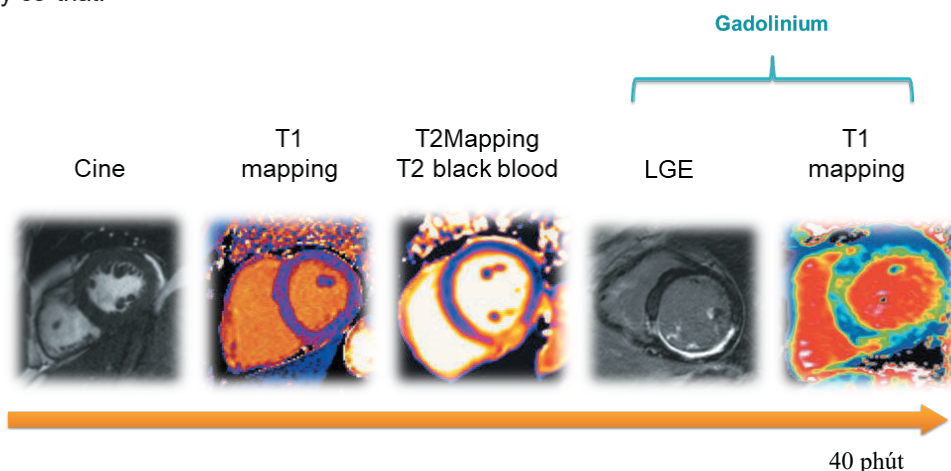 Gadolinium
Cine
T1
mapping
T2Mapping
T2 black blood
LGE
T1
mapping
40 phút